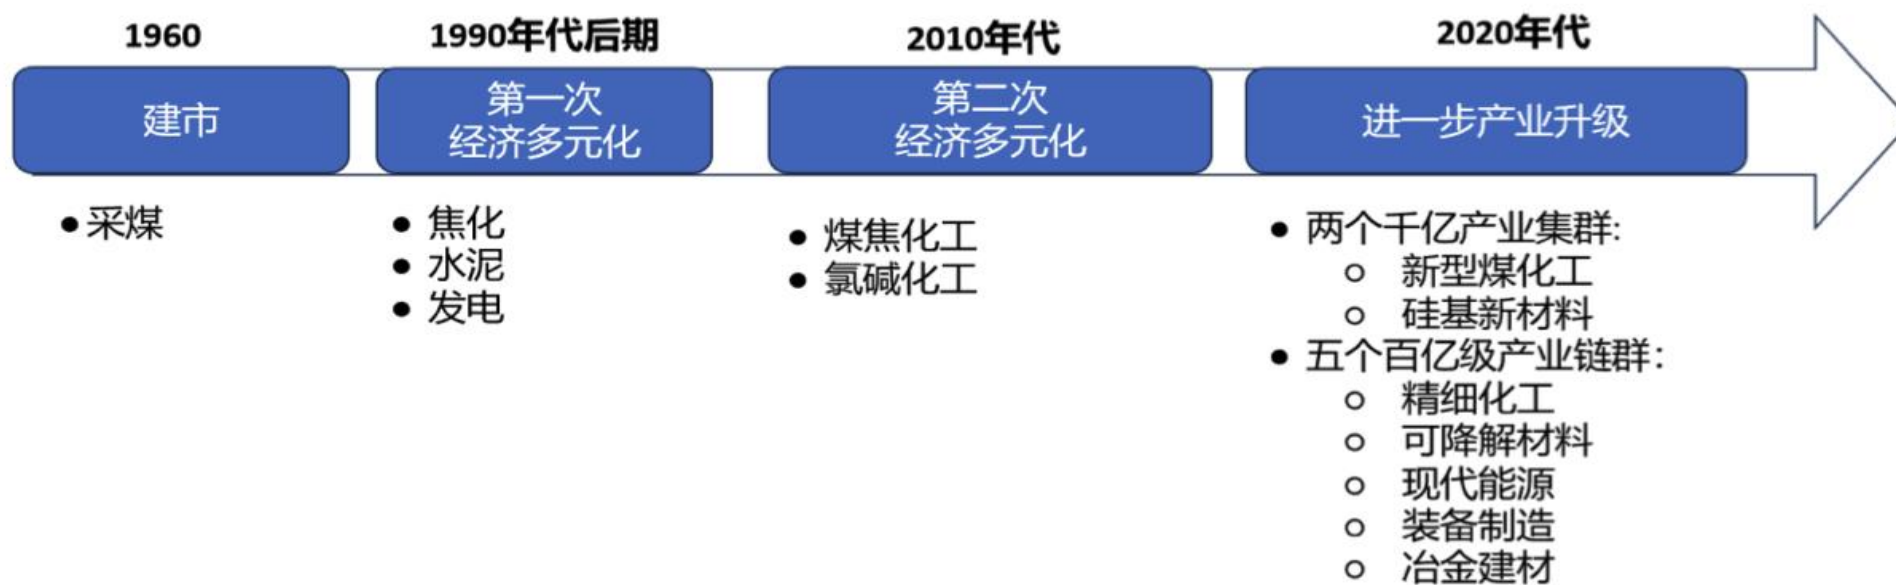 1960
建市
• 采煤
1990年代后期
第一次
经济多元化
• 焦化
• 水泥
• 发电
2010年代
第二次
经济多元化
• 煤焦化工
• 氯碱化工
2020年代
进一步产业升级
• 两个千亿产业集群:
○ 新型煤化工
○ 硅基新材料
• 五个百亿级产业链群：
○ 精细化工
○ 可降解材料
○ 现代能源
○ 装备制造
○ 冶金建材